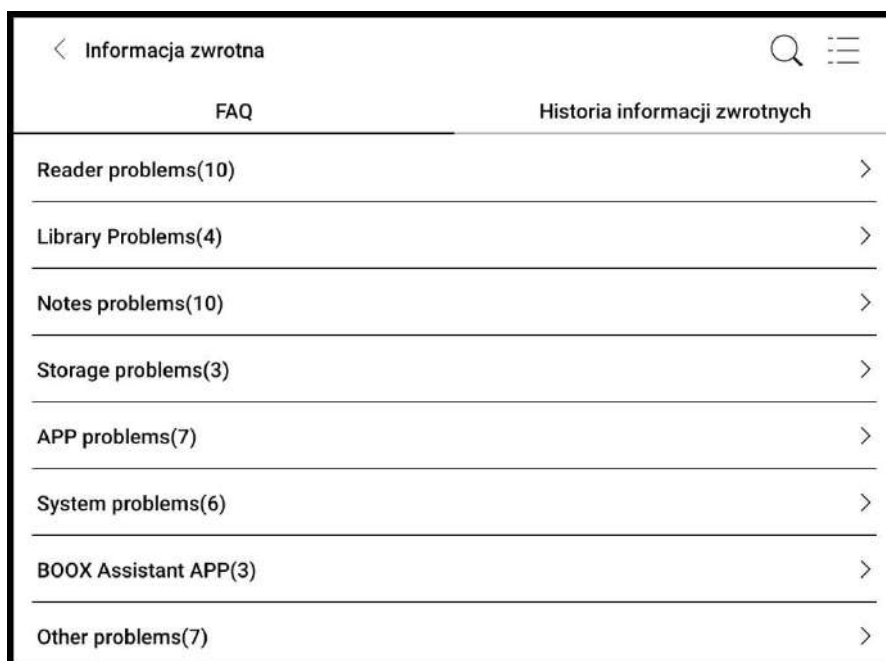 Informacja zwrotna
FAQ
Historia informacji zwrotnych
Reader problems(10)
Library Problems(4)
Notes problems(10)
Storage problems(3)
APP problems(7)
System problems(6)
BOOX Assistant APP(3)
Other problems(7)